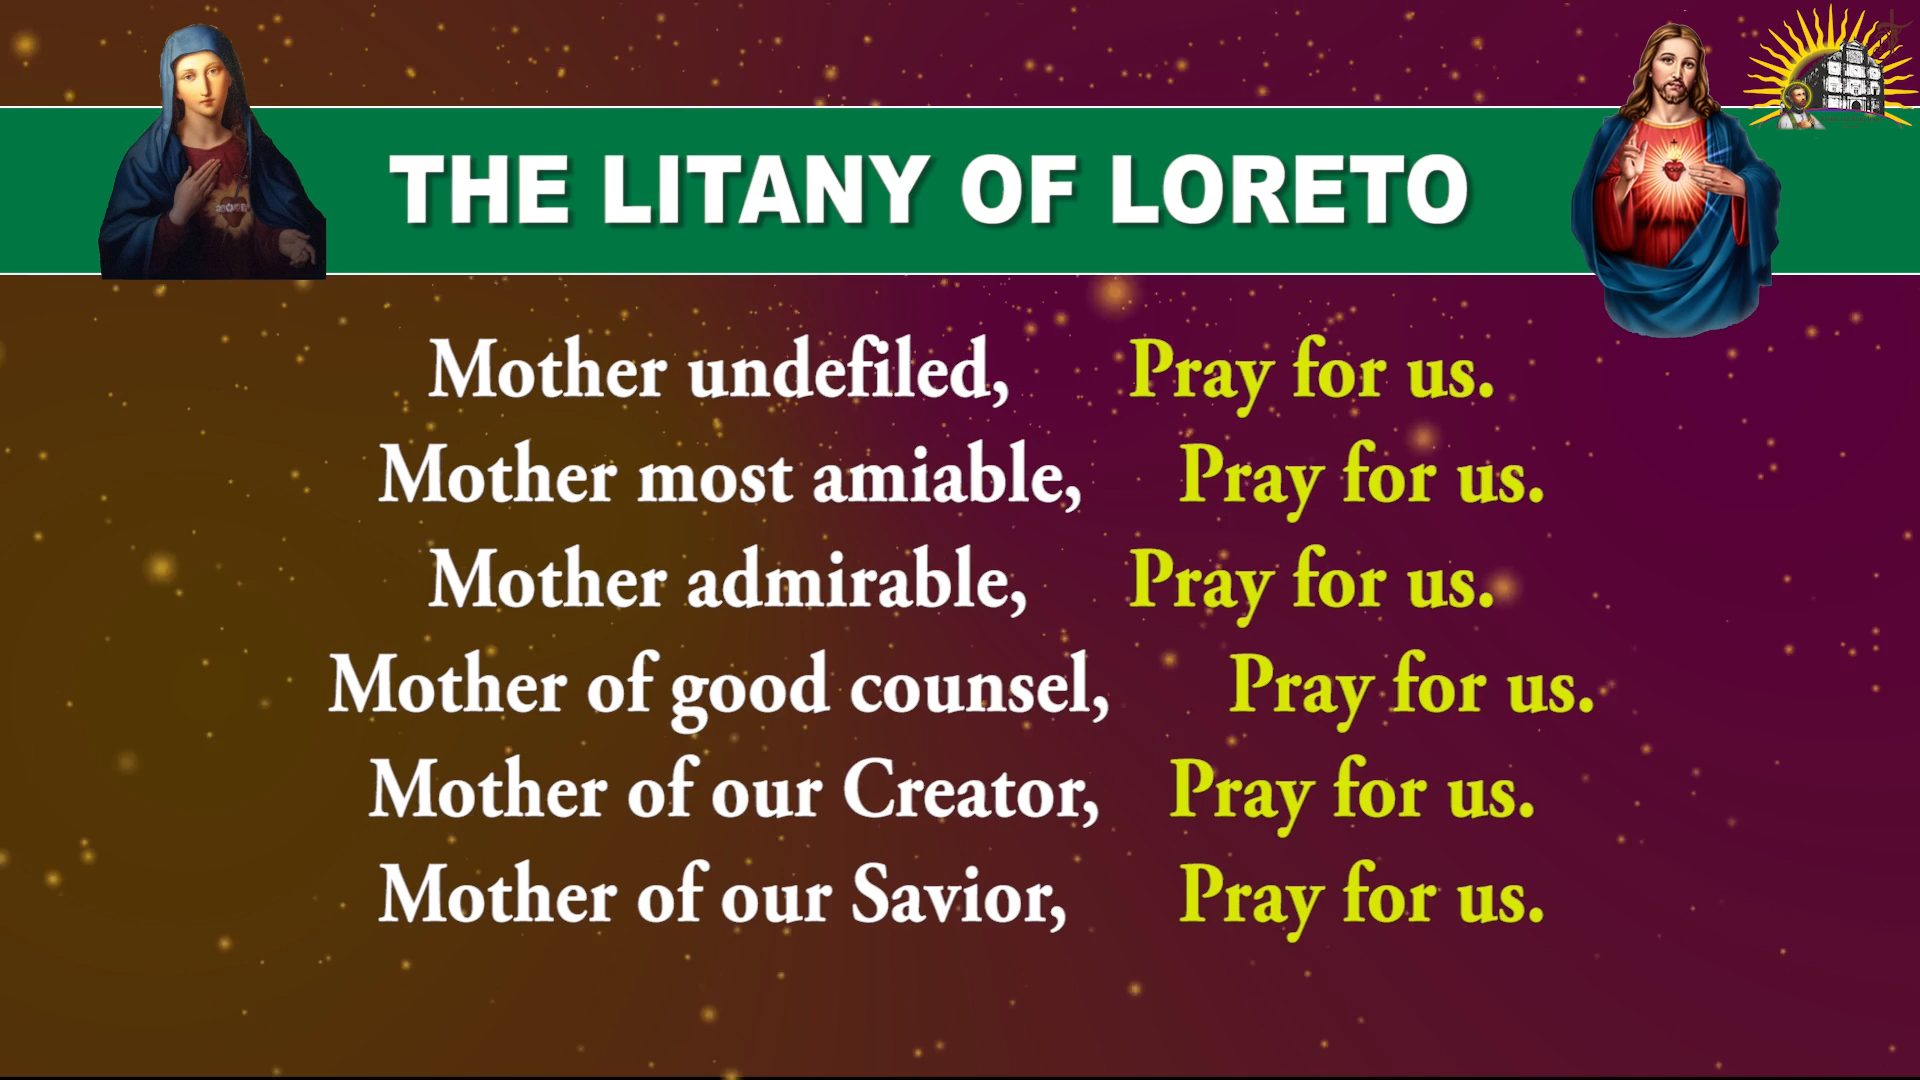 THE LITANY OF LORETO
Mother undefiled, Pray for us.
Mother most amiable, Pray for us.
Mother admirable, Pray for us.
Mother of good counsel, Pray for us.
Mother of our Creator, Pray for us.
Mother of our Savior, Pray for us.